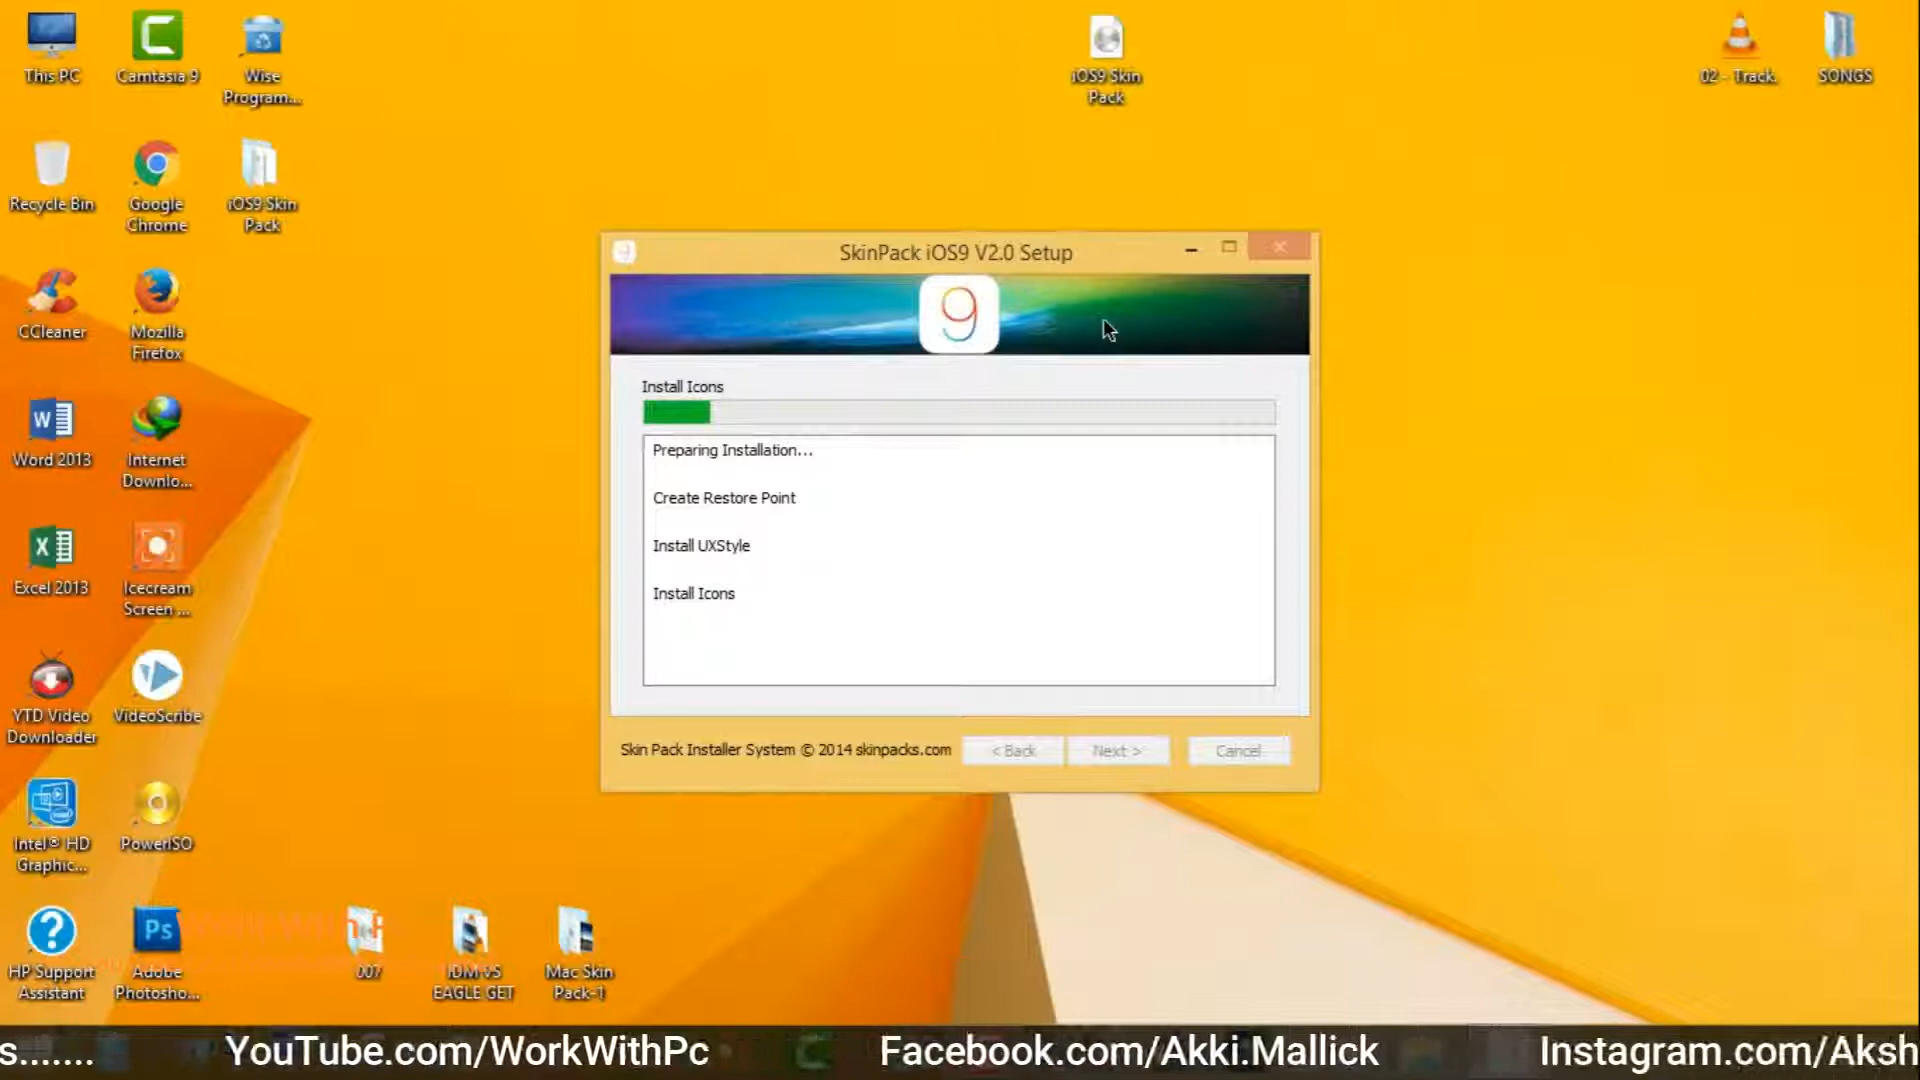 This PC
Camtasia 9
Wise
Program...
iOS9 Skin
Pack
02 - Track.
SONGS
Recycle Bin
Google
Chrome
iOS9 Skin
Pack
SkinPack iOS9 V2.0 Setup
9
CCleaner
Mozilla
Firefox
Install Icons
Preparing Installation...
Create Restore Point
Install UXStyle
Install Icons
Word 2013
Internet
Downlo...
Excel 2013
Icecream
Screen ...
YTD Video
Downloader
VideoScribe
Skin Pack Installer System © 2014 skinpacks.com
< Back
Next >
Cancel
Intel® HD
Graphic...
PowerISO
Ps
HP Support
Assistant
Adobe
Photosho...
007
IDM VS
EAGLE GET
Mac Skin
Pack-1
s.......
YouTube.com/WorkWithPc
Facebook.com/Akki.Mallick
Instagram.com/Aksh